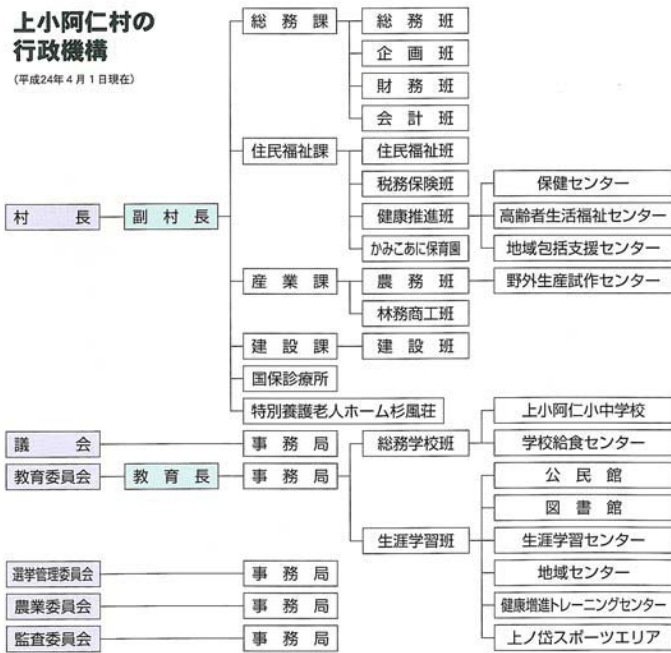 上小阿仁村の
行政機構
(平成24年4月1日現在)
総務課 総務班
企画班
財務班
会計班
住民福祉課 住民福祉班
税務保険班 保健センター
村長 副村長 健康推進班 高齢者生活福祉センター
かみこあに保育園 地域包括支援センター
産業課 農務班 野外生産試作センター
林務商工班
建設課 建設班
国保診療所
特別養護老人ホーム杉風荘 上小阿仁小中学校
議会 事務局 総務学校班 学校給食センター
教育委員会 教育長 事務局 公民館
図書館
生涯学習班 生涯学習センター
選挙管理委員会 事務局 地域センター
農業委員会 事務局 健康増進トレーニングセンター
監査委員会 事務局 上ノ岱スポーツエリア